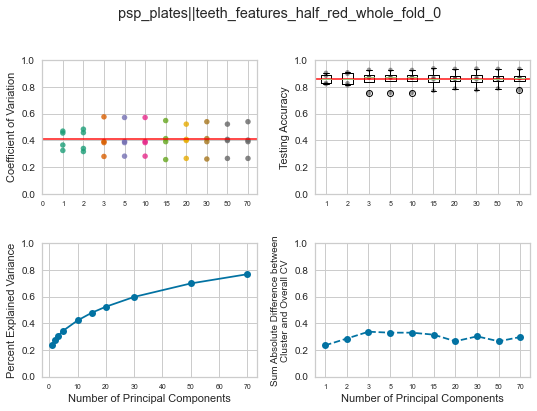 psp_plates||teeth_features_half_red_whole_fold_0
Coefficient of Variation
1.0
0.8
0.6
0.4
0.2
0.0
0 1 2 3 5 10 15 20 30 50 70
Testing Accuracy
1.0
0.8
0.6
0.4
0.2
0.0
1 2 3 5 10 15 20 30 50 70
Percent Explained Variance
1.0
0.8
0.6
0.4
0.2
0.0
0 10 20 30 40 50 60 70
Number of Principal Components
Sum Absolute Difference between
Cluster and Overall CV
1.0
0.8
0.6
0.4
0.2
0.0
1 2 3 5 10 15 20 30 50 70
Number of Principal Components